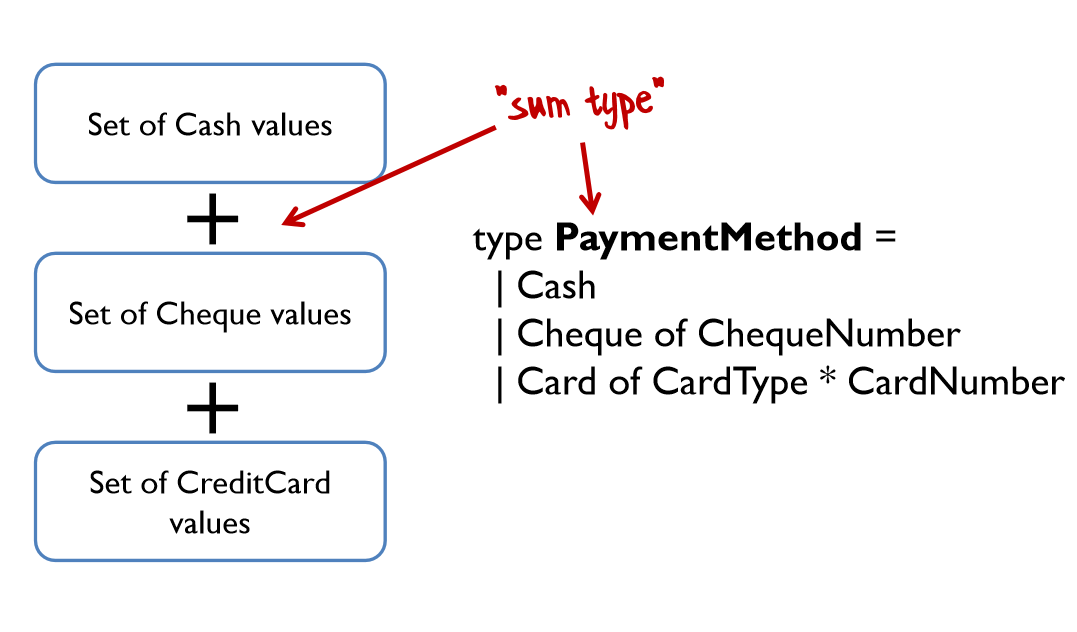 Set of Cash values
+
Set of Cheque values
+
Set of CreditCard
values
"sum type"
type PaymentMethod =
| Cash
| Cheque of ChequeNumber
| Card of CardType * CardNumber